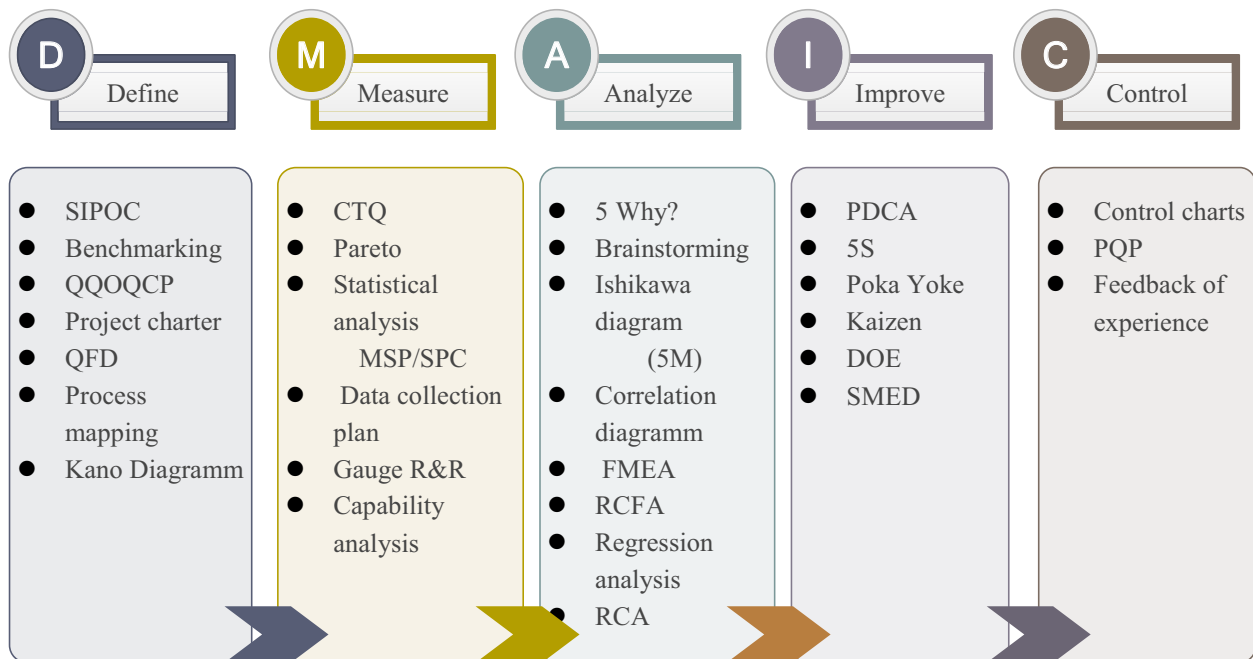 D
Define
M
Measure
A
Analyze
I
Improve
C
Control
SIPOC
Benchmarking
QQOQCP
Project charter
QFD
Process
mapping
Kano Diagramm
CTQ
Pareto
Statistical
analysis
MSP/SPC
Data collection
plan
Gauge R&R
Capability
analysis
5 Why?
Brainstorming
Ishikawa
diagram
(5M)
Correlation
diagramm
FMEA
RCFA
Regression
analysis
RCA
PDCA
5S
Poka Yoke
Kaizen
DOE
SMED
Control charts
PQP
Feedback of
experience